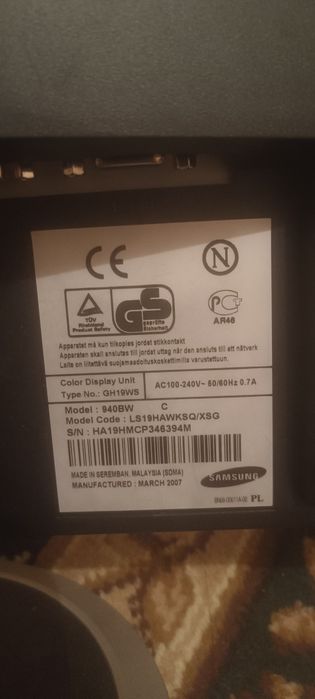 CE
N
TÜV
Rheinland
Product Safety
GS
geprüfte
Sicherheit
AR46
Apparatet må kun tilkoples jordet stikkontakt
Apparaten skall anslutas till jordat uttag når den ansluts till ett nätverk
Laite on liitettävä suojamaadoituskoskettimilla varustettuun.
Color Display Unit
Type No.: GH19WS
AC100-240V~ 50/60Hz 0.7A
Model : 940BW C
Model Code : LS19HAWKSQ/XSG
S/N : HA19HMCP346394M
MADE IN SEREMBAN, MALAYSIA (SDMA)
MANUFACTURED : MARCH 2007
SAMSUNG
PL